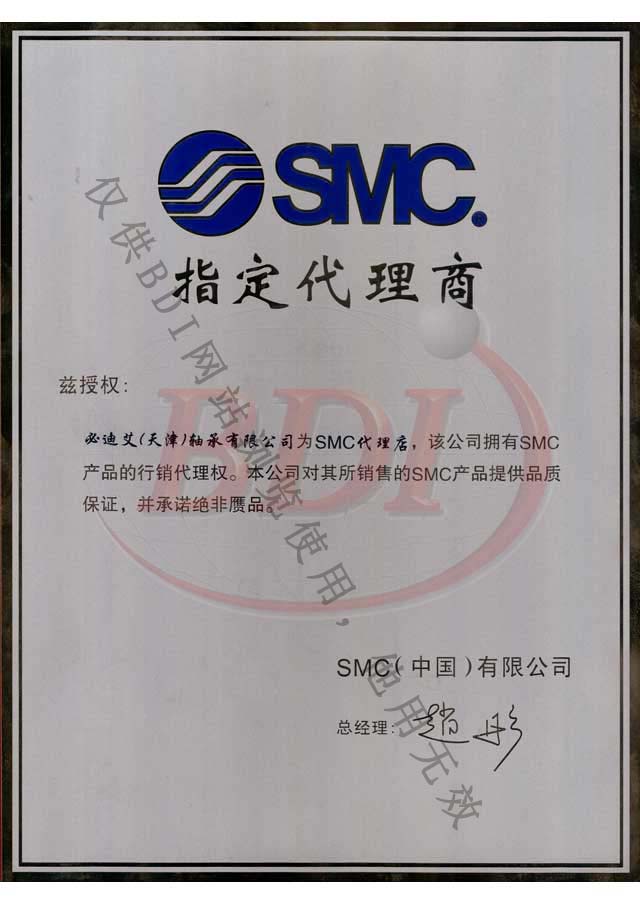 SMC®
指定代理商
BDI
兹授权：
必迪艾(天津)轴承有限公司为SMC代理店，该公司拥有SMC
产品的行销代理权。本公司对其所销售的SMC产品提供品质
保证，并承诺绝非赝品。
SMC(中国)有限公司
总经理：趙彤
仅供BDI网站浏览使用，他用无效